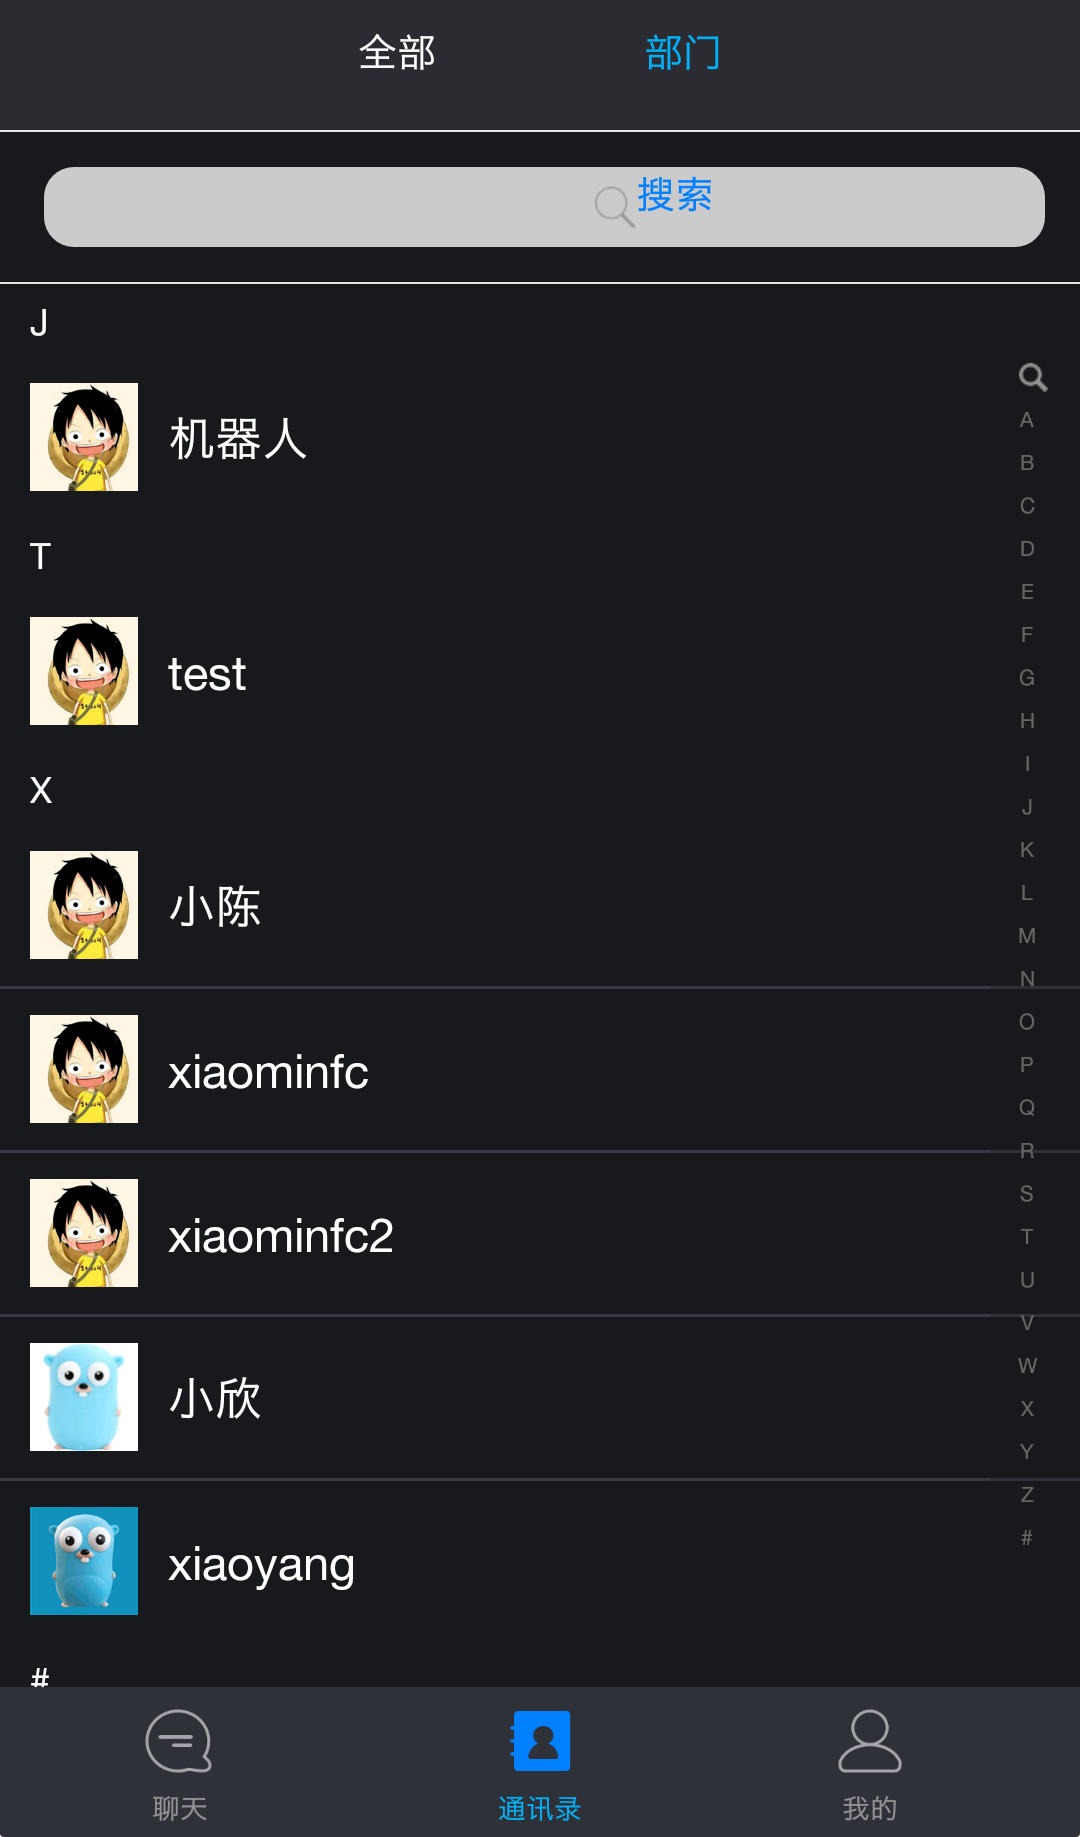 全部 部门
搜索
J
机器人
T
test
X
小陈
xiaominfc
xiaominfc2
小欣
xiaoyang
#
A
B
C
D
E
F
G
H
I
J
K
L
M
N
O
P
Q
R
S
T
U
V
W
X
Y
Z
#
聊天 通讯录 我的